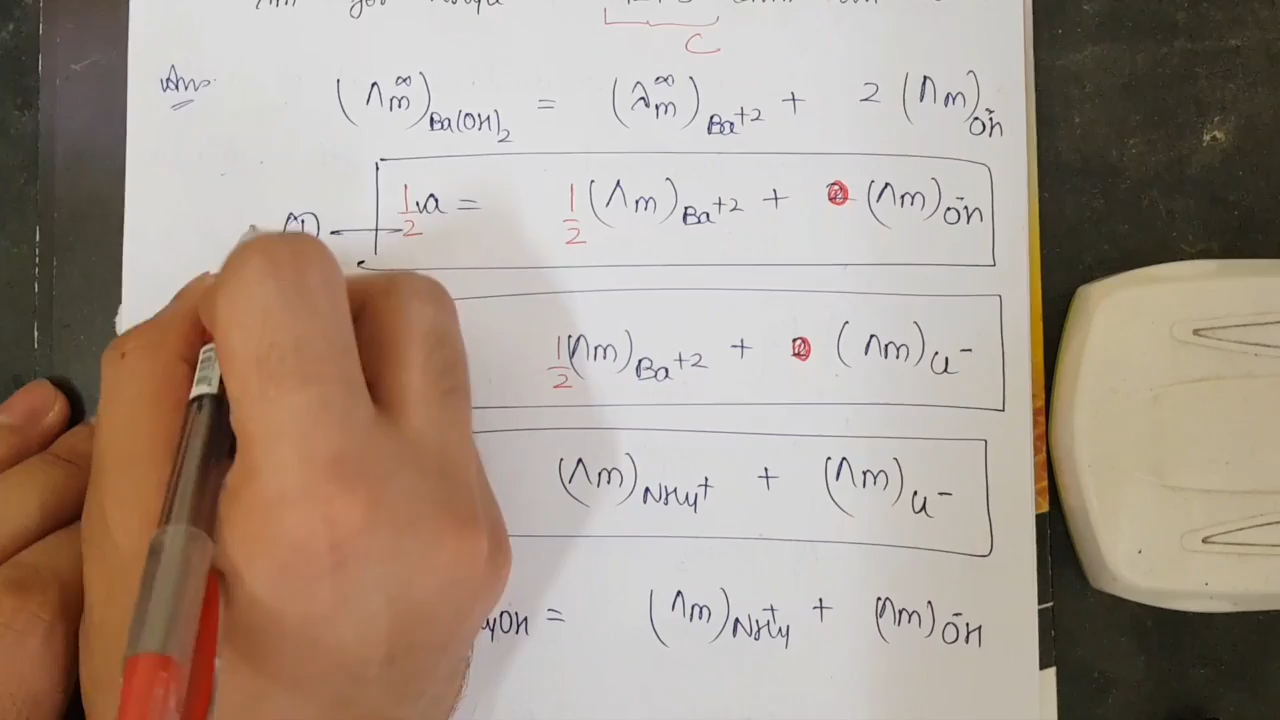 C
Ans
(Λm∞)Ba(OH)2 = (λm∞)Ba+2 + 2 (Λm)OH-
1/2 va = 1/2 (Λm)Ba+2 + (Λm)OH-
1/2 (Λm)Ba+2 + (Λm)Cl-
(Λm)NH4+ + (Λm)Cl-
4OH = (Λm)NH4+ + (Λm)OH-